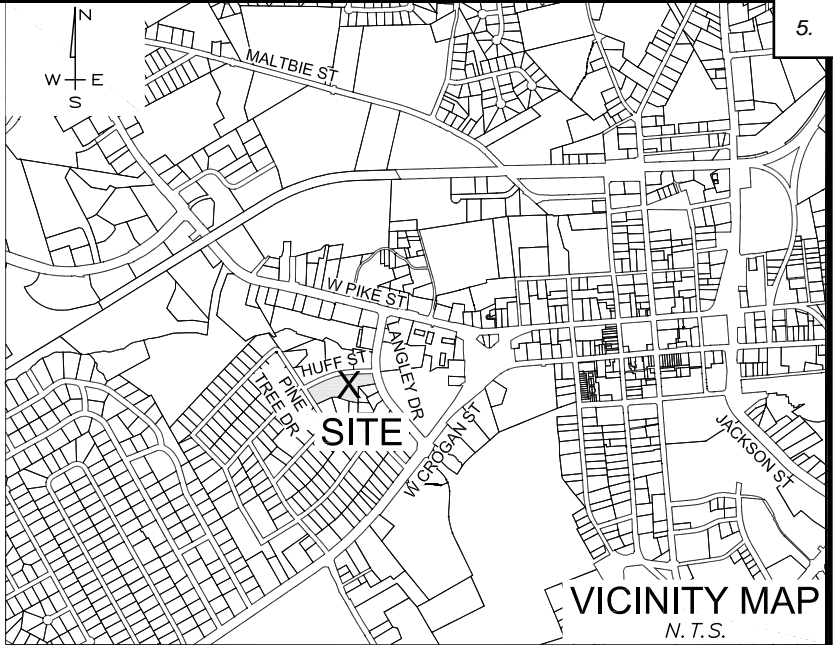 5.
N
W E
S
MALTBIE ST
W PIKE ST
HUFF ST
LANGLEY DR
PINE
TREE DR
X
SITE
W CROGAN ST
JACKSON ST
VICINITY MAP
N.T.S.